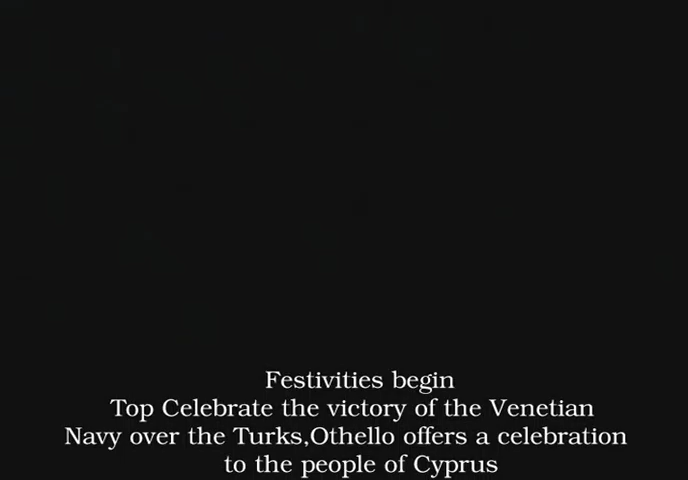 Festivities begin
Top Celebrate the victory of the Venetian
Navy over the Turks,Othello offers a celebration
to the people of Cyprus